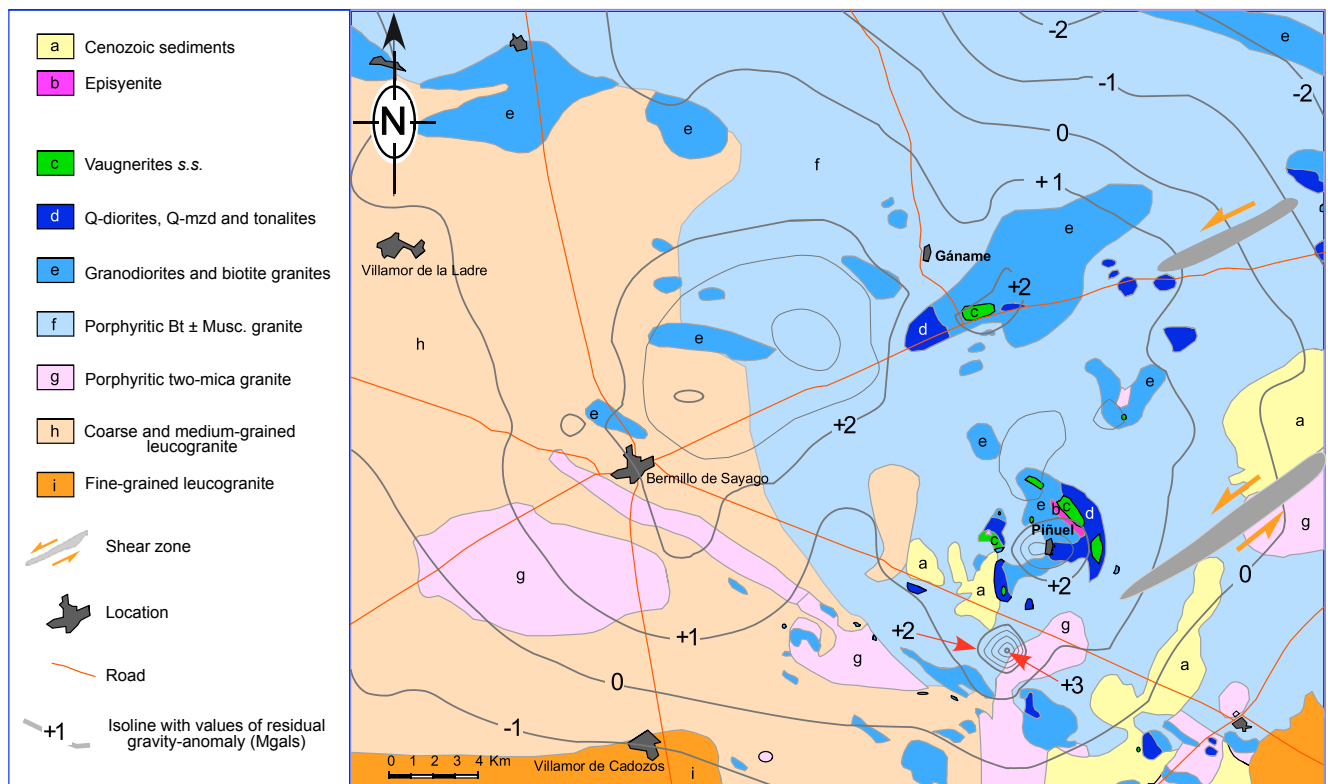 a Cenozoic sediments
b Episyenite
c Vaugnerites s.s.
d Q-diorites, Q-mzd and tonalites
e Granodiorites and biotite granites
f Porphyritic Bt ± Musc. granite
g Porphyritic two-mica granite
h Coarse and medium-grained
leucogranite
i Fine-grained leucogranite
Shear zone
Location
Road
+1 Isoline with values of residual
gravity-anomaly (Mgals)
N
-2
e
-1
-2
e
e
0
f
+1
e
Gáname
Villamor de la Ladre
+2
c
d
h
e
e
a
e
+2
e
Bermillo de Sayago
e
b
c
d
g
Piñuel
c
g
a
+2
0
a
+2
g
+1
g
a
+3
0
-1
0 1 2 3 4 Km
Villamor de Cadozos
i